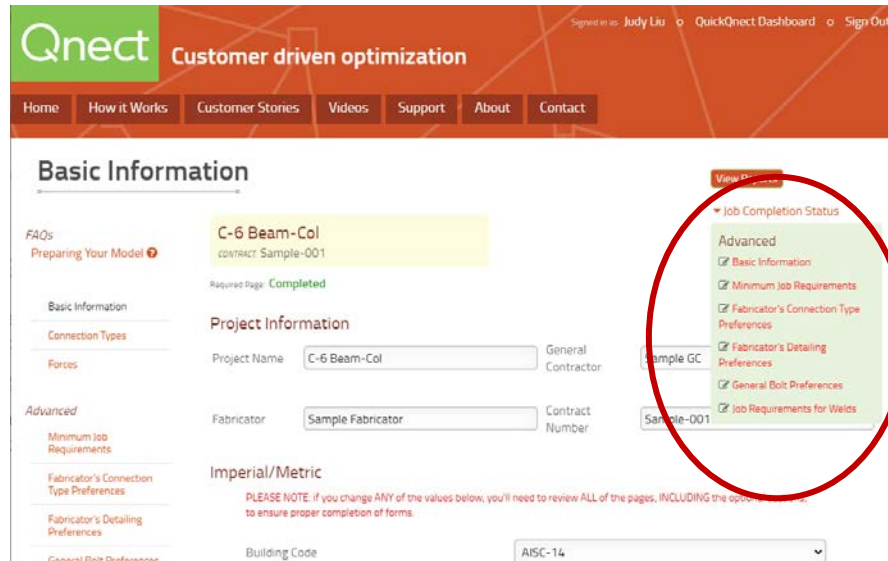 Signed in as Judy Liu o QuickQnect Dashboard o Sign Out
Qnect Customer driven optimization
Home How it Works Customer Stories Videos Support About Contact
Basic Information
View Reports
Job Completion Status
Advanced
Basic Information
Minimum Job Requirements
Fabricator's Connection Type
Preferences
Fabricator's Detailing
Preferences
General Bolt Preferences
Job Requirements for Welds
FAQs
Preparing Your Model
Basic Information
Connection Types
Forces
Advanced
Minimum Job
Requirements
Fabricator's Connection
Type Preferences
Fabricator's Detailing
Preferences
General Bolt Preferences
C-6 Beam-Col
CONTRACT: Sample-001
Required Page: Completed
Project Information
Project Name C-6 Beam-Col General
Contractor Sample GC
Fabricator Sample Fabricator Contract
Number Sample-001
Imperial/Metric
PLEASE NOTE: if you change ANY of the values below, you'll need to review ALL of the pages, INCLUDING the
to ensure proper completion of forms.
Building Code AISC-14